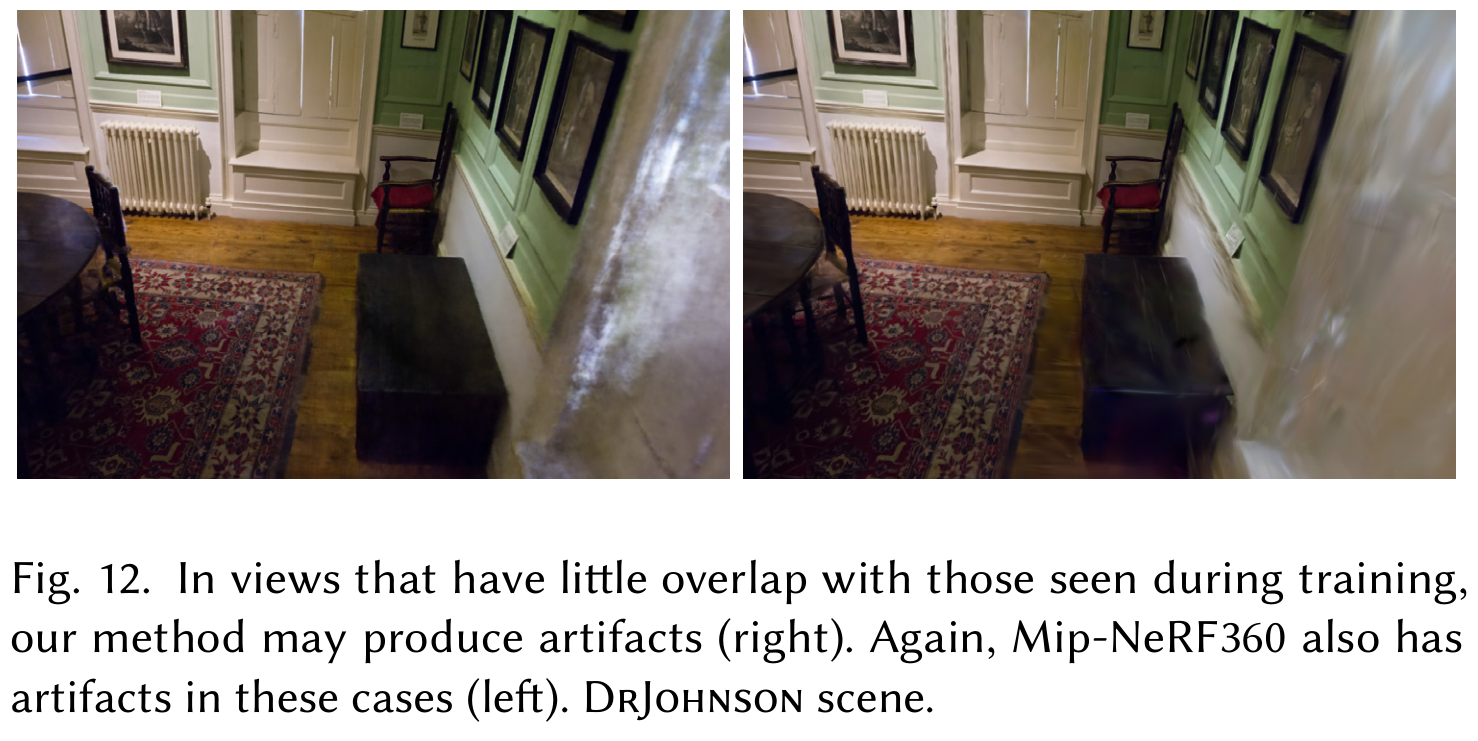 Fig. 12. In views that have little overlap with those seen during training,
our method may produce artifacts (right). Again, Mip-NeRF360 also has
artifacts in these cases (left). DRJOHNSON scene.